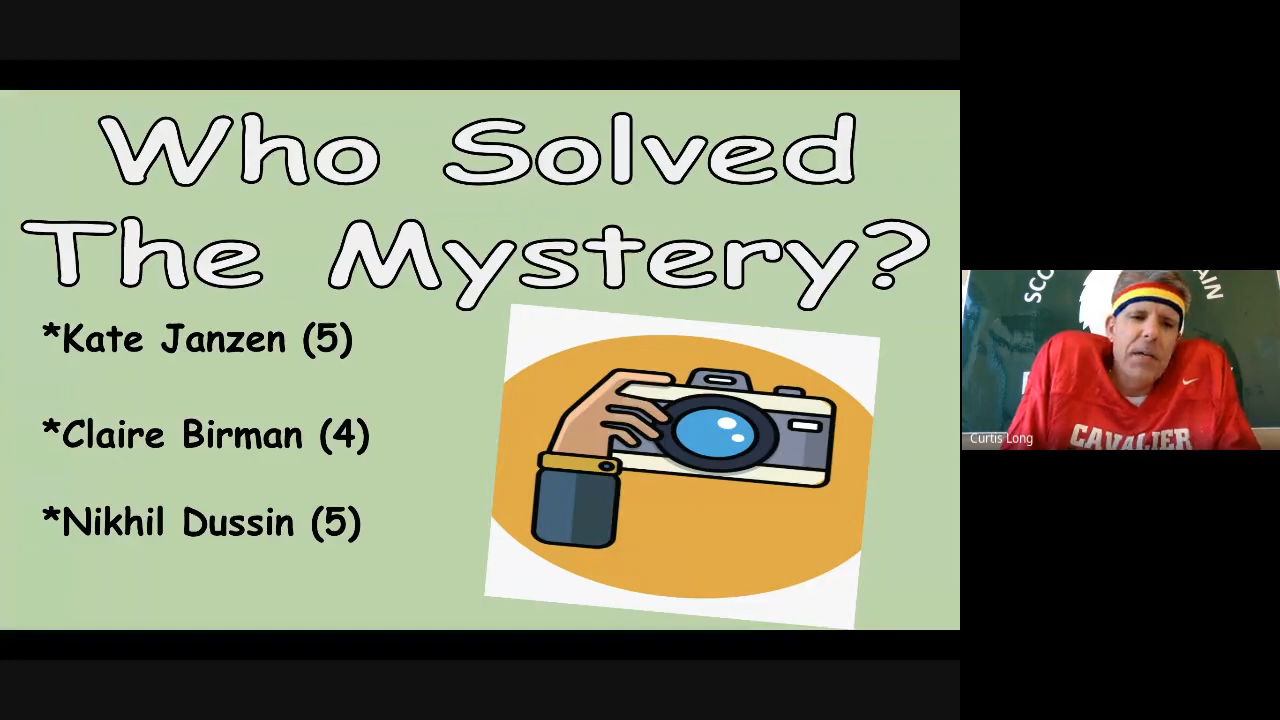 Who Solved
The Mystery?
*Kate Janzen (5)
*Claire Birman (4)
*Nikhil Dussin (5)
Curtis Long
CAVALIER